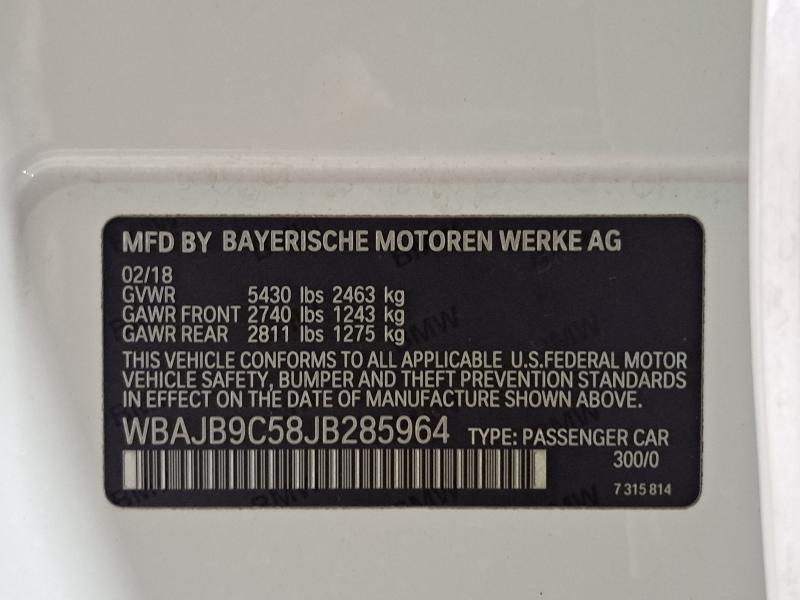 MFD BY BAYERISCHE MOTOREN WERKE AG
02/18
GVWR 5430 lbs 2463 kg
GAWR FRONT 2740 lbs 1243 kg
GAWR REAR 2811 lbs 1275 kg
THIS VEHICLE CONFORMS TO ALL APPLICABLE U.S.FEDERAL MOTOR
VEHICLE SAFETY, BUMPER AND THEFT PREVENTION STANDARDS
IN EFFECT ON THE DATE OF MANUFACTURE SHOWN ABOVE.
WBAJB9C58JB285964 TYPE: PASSENGER CAR
300/0
7 315 814